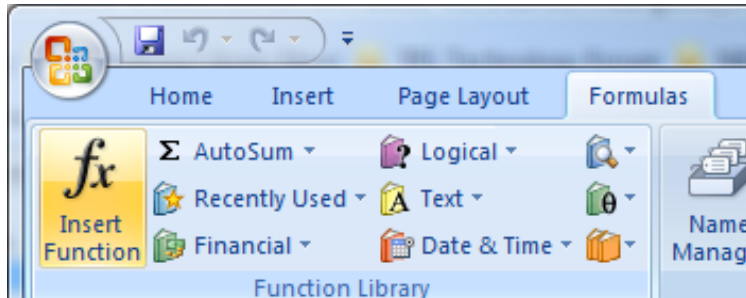 Home Insert Page Layout Formulas
fx Σ AutoSum Logical
Recently Used Text θ
Insert Function
Financial Date & Time
Name Manag
Function Library